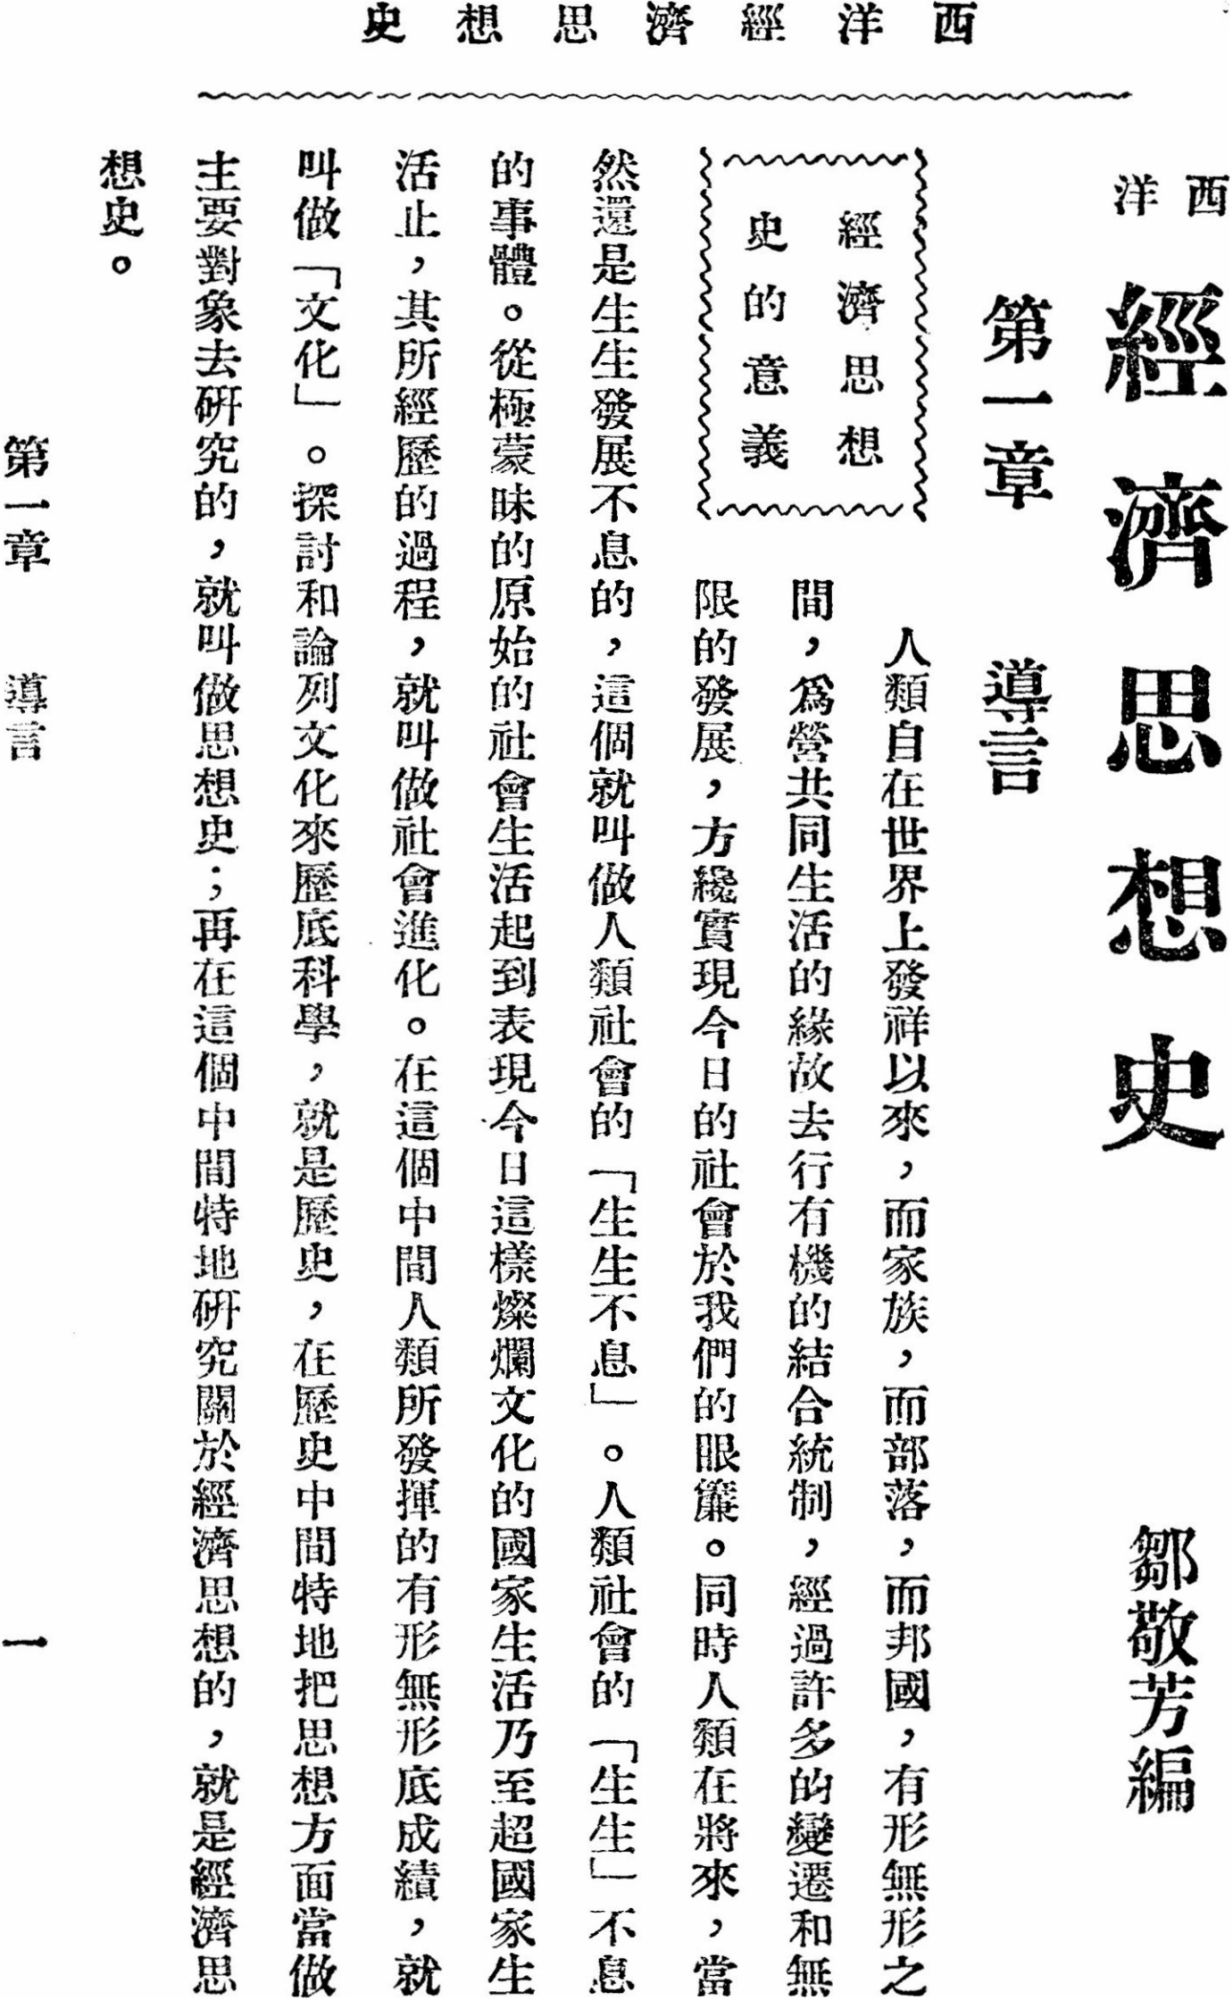 西洋經濟思想史
西洋 經濟思想史 鄒敬芳編
第一章 導言
經濟思想
史的意義
人類自在世界上發祥以來，而家族，而部落，而邦國，有形無形之
間，爲營共同生活的緣故去行有機的結合統制，經過許多的變遷和無
限的發展，方纔實現今日的社會於我們的眼簾。同時人類在將來，當
然還是生生發展不息的，這個就叫做人類社會的「生生不息」。人類社會的「生生」不息
的事體。從極蒙昧的原始的社會生活起到表現今日這樣燦爛文化的國家生活乃至超國家生
活止，其所經歷的過程，就叫做社會進化。在這個中間人類所發揮的有形無形底成績，就
叫做「文化」。探討和論列文化來歷底科學，就是歷史，在歷史中間特地把思想方面當做
主要對象去研究的，就叫做思想史；再在這個中間特地研究關於經濟思想的，就是經濟思
想史。
第一章 導言 一